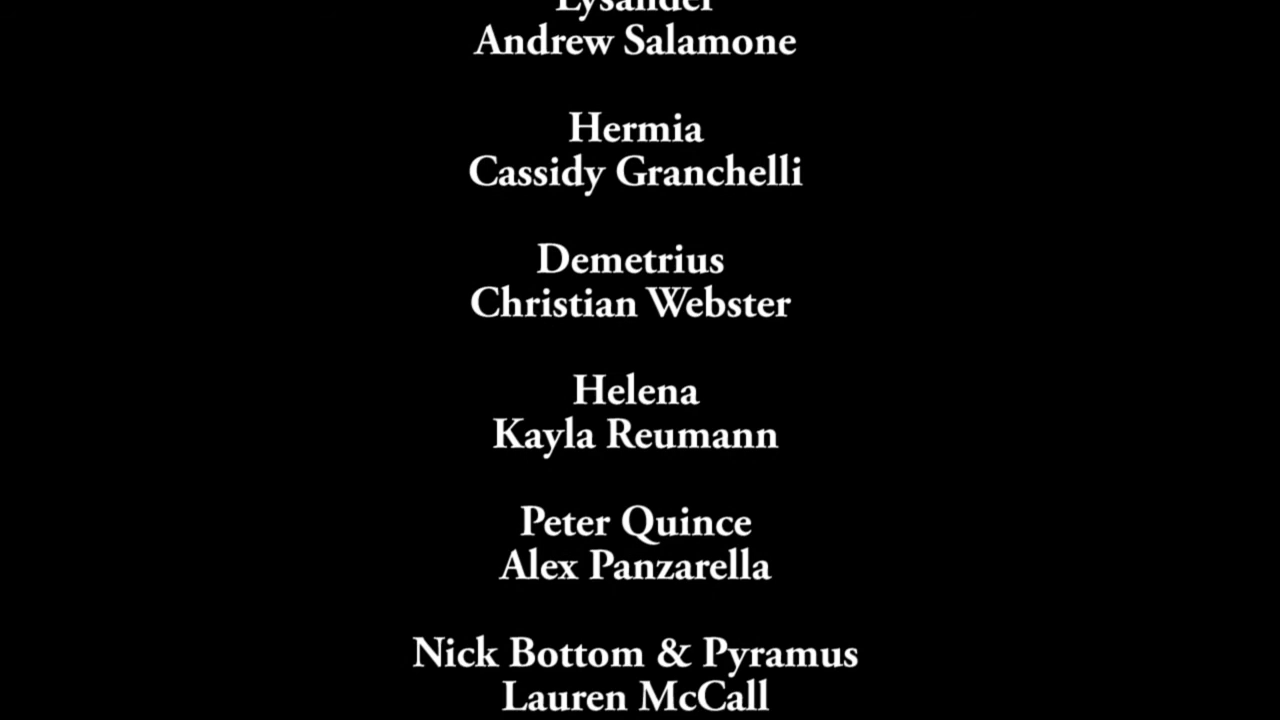 Lysander
Andrew Salamone
Hermia
Cassidy Granchelli
Demetrius
Christian Webster
Helena
Kayla Reumann
Peter Quince
Alex Panzarella
Nick Bottom & Pyramus
Lauren McCall